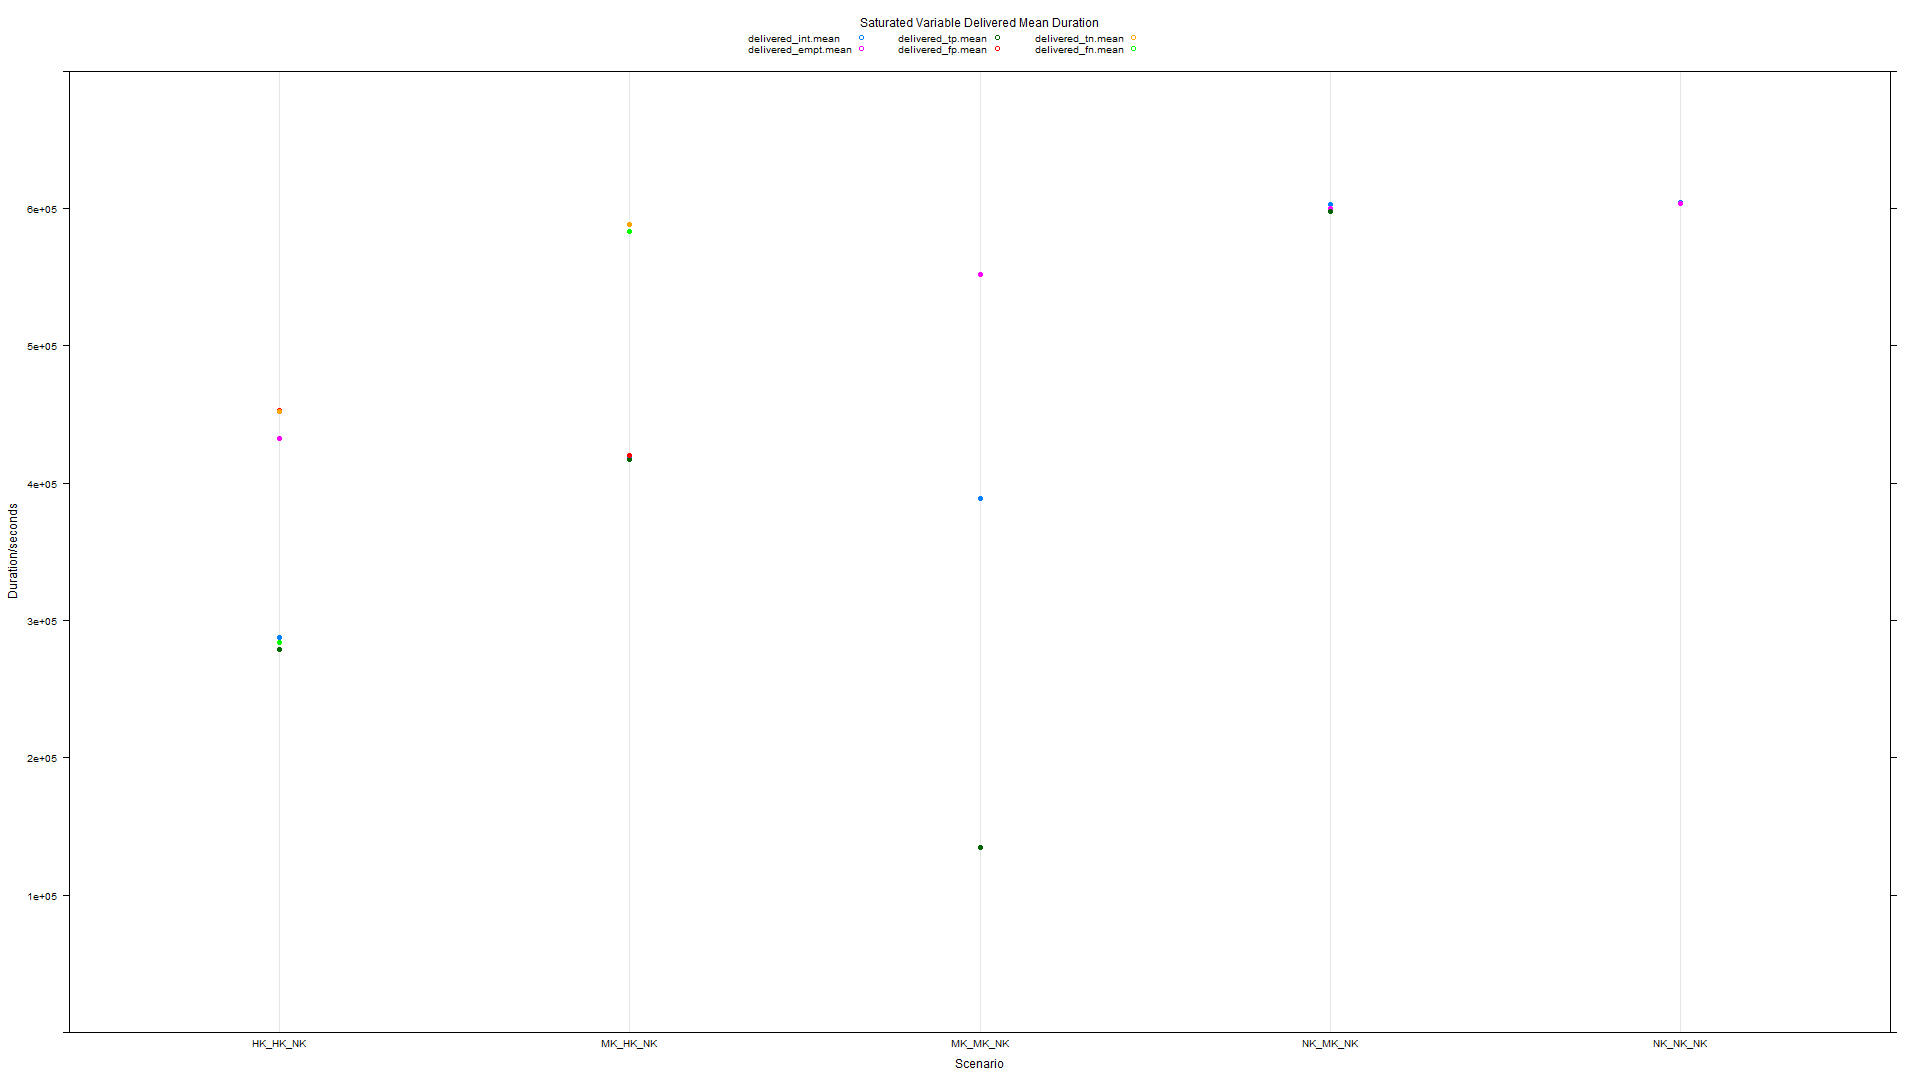 Saturated Variable Delivered Mean Duration
delivered_int.mean delivered_tp.mean delivered_tn.mean
delivered_empt.mean delivered_fp.mean delivered_fn.mean
6e+05
5e+05
4e+05
3e+05
2e+05
1e+05
Duration/seconds
HK_HK_NK MK_HK_NK MK_MK_NK NK_MK_NK NK_NK_NK
Scenario